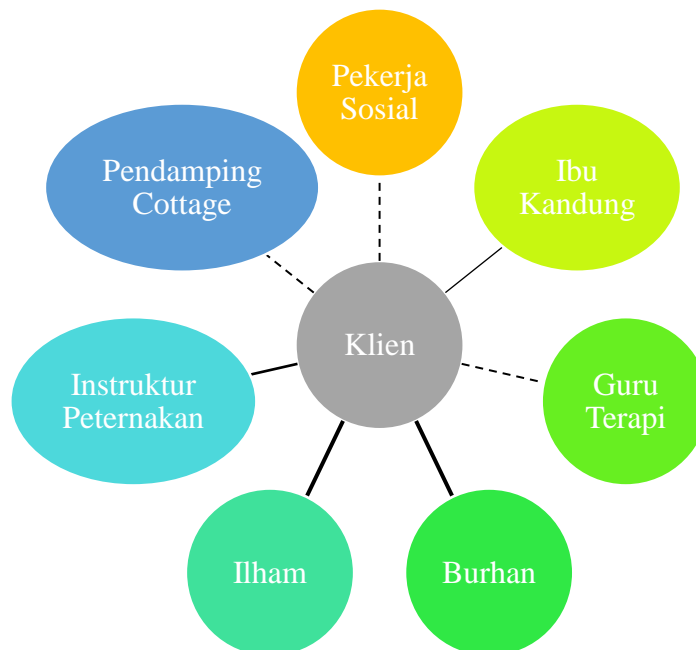 Pekerja
Sosial
Pendamping
Cottage
Ibu
Kandung
Klien
Instruktur
Peternakan
Guru
Terapi
Ilham
Burhan